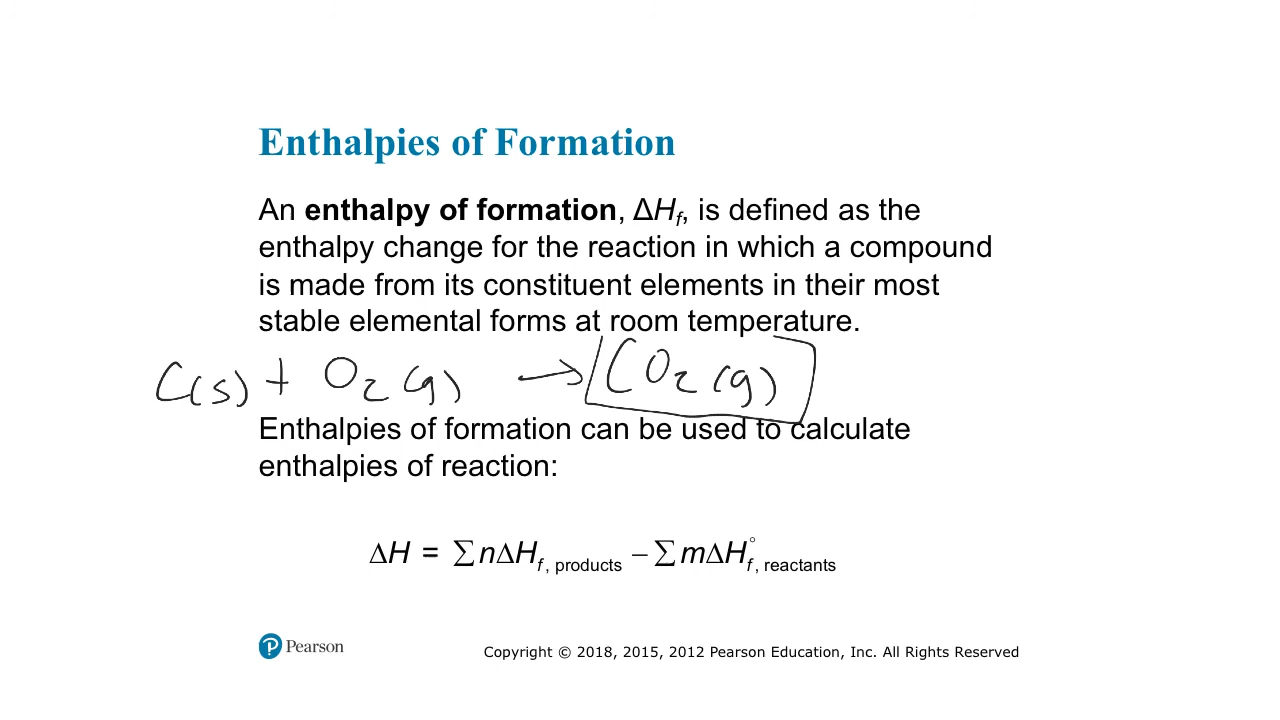 Enthalpies of Formation
An enthalpy of formation, ΔHf, is defined as the
enthalpy change for the reaction in which a compound
is made from its constituent elements in their most
stable elemental forms at room temperature.
C(s) + O2(g) → CO2(g)
Enthalpies of formation can be used to calculate
enthalpies of reaction:
ΔH = ∑nΔHf, products – ∑mΔH°f, reactants
Pearson
Copyright © 2018, 2015, 2012 Pearson Education, Inc. All Rights Reserved